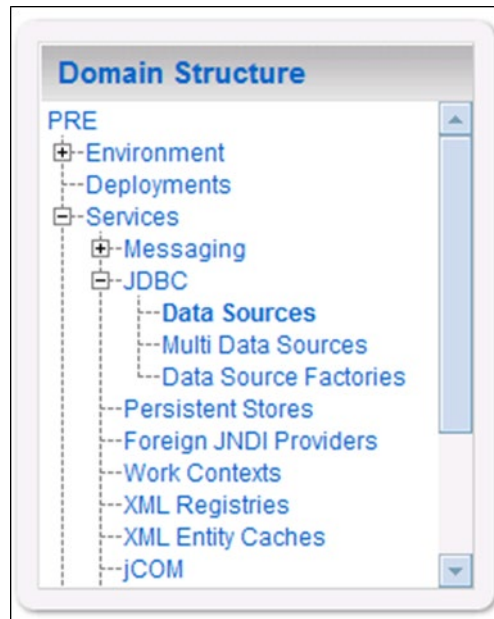 Domain Structure
PRE
Environment
Deployments
Services
Messaging
JDBC
Data Sources
Multi Data Sources
Data Source Factories
Persistent Stores
Foreign JNDI Providers
Work Contexts
XML Registries
XML Entity Caches
jCOM